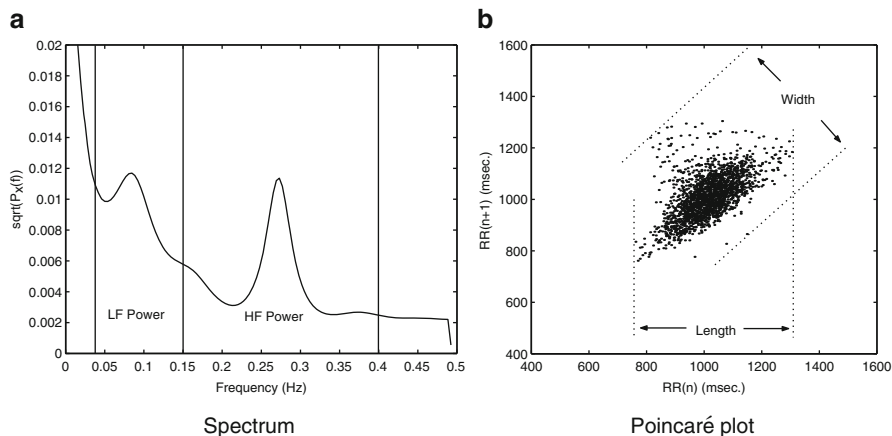 a
0.02
0.018
0.016
0.014
0.012
0.01
0.008
0.006
0.004
0.002
0
sqrt(Pₓ(f))
LF Power
HF Power
0 0.05 0.1 0.15 0.2 0.25 0.3 0.35 0.4 0.45 0.5
Frequency (Hz)
Spectrum
b
1600
1400
1200
1000
800
600
400
RR(n+1) (msec.)
Width
Length
400 600 800 1000 1200 1400 1600
RR(n) (msec.)
Poincaré plot